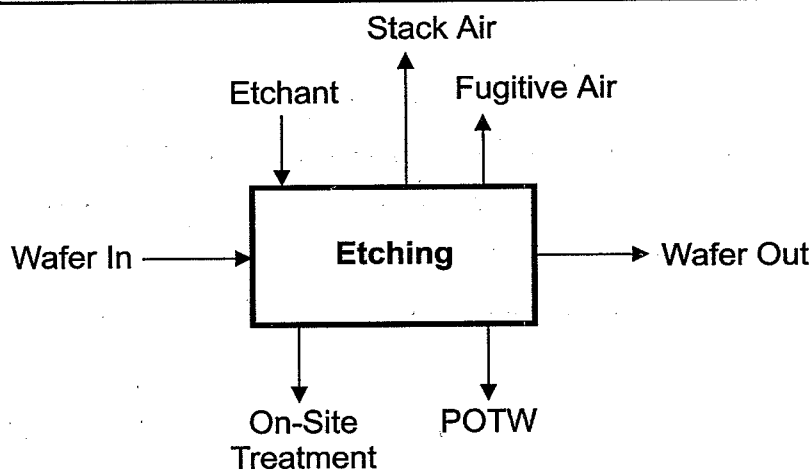 Stack Air
Etchant
Fugitive Air
Wafer In
Etching
Wafer Out
On-Site
Treatment
POTW